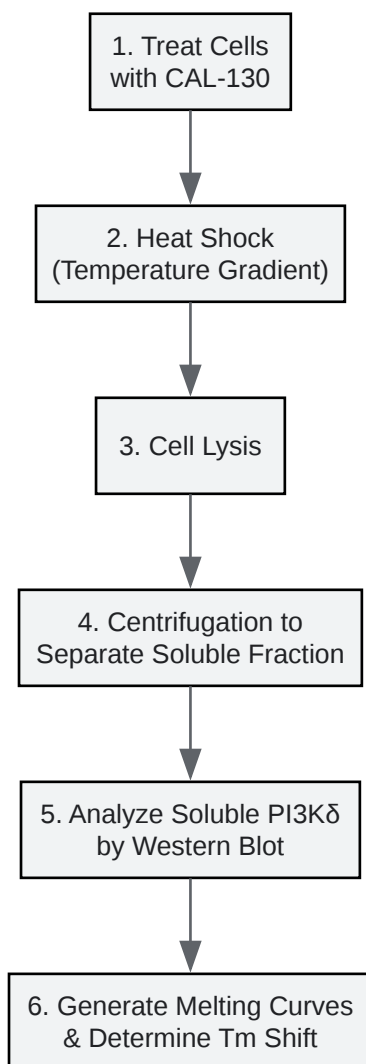 1. Treat Cells
with CAL-130
2. Heat Shock
(Temperature Gradient)
3. Cell Lysis
4. Centrifugation to
Separate Soluble Fraction
5. Analyze Soluble PI3Kδ
by Western Blot
6. Generate Melting Curves
& Determine Tm Shift